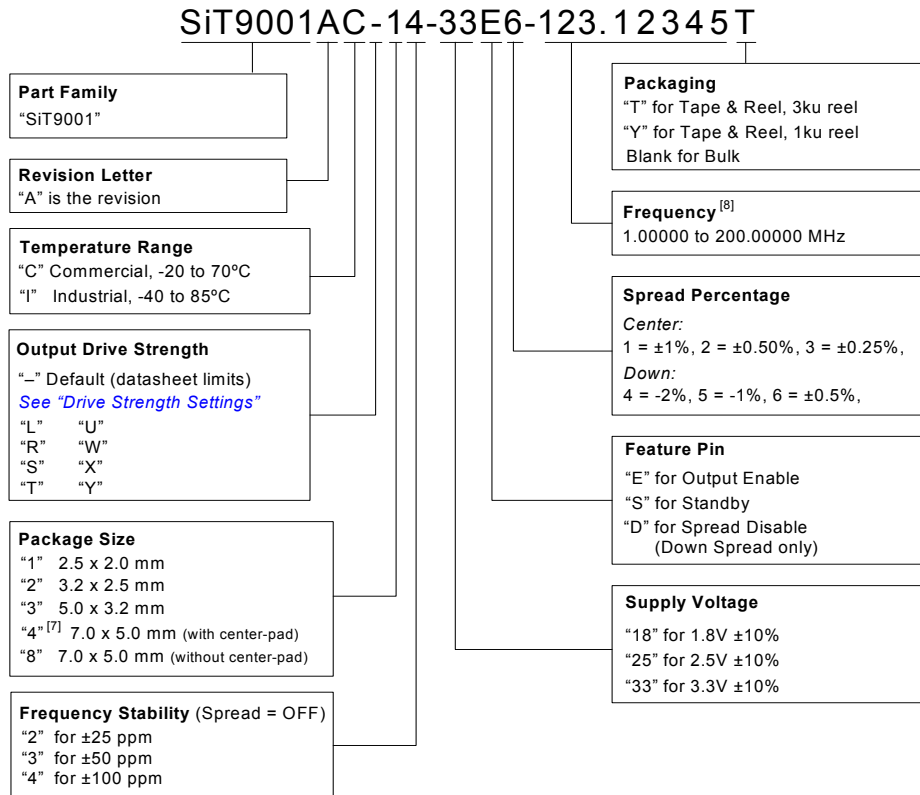 SiT9001AC-14-33E6-123.12345T
Part Family
“SiT9001”
Revision Letter
“A” is the revision
Temperature Range
“C” Commercial, -20 to 70ºC
“I” Industrial, -40 to 85ºC
Output Drive Strength
“–” Default (datasheet limits)
See “Drive Strength Settings”
“L” “U”
“R” “W”
“S” “X”
“T” “Y”
Package Size
“1” 2.5 x 2.0 mm
“2” 3.2 x 2.5 mm
“3” 5.0 x 3.2 mm
“4”[7] 7.0 x 5.0 mm (with center-pad)
“8” 7.0 x 5.0 mm (without center-pad)
Frequency Stability (Spread = OFF)
“2” for ±25 ppm
“3” for ±50 ppm
“4” for ±100 ppm
Packaging
“T” for Tape & Reel, 3ku reel
“Y” for Tape & Reel, 1ku reel
Blank for Bulk
Frequency[8]
1.00000 to 200.00000 MHz
Spread Percentage
Center:
1 = ±1%, 2 = ±0.50%, 3 = ±0.25%,
Down:
4 = -2%, 5 = -1%, 6 = ±0.5%,
Feature Pin
“E” for Output Enable
“S” for Standby
“D” for Spread Disable
(Down Spread only)
Supply Voltage
“18” for 1.8V ±10%
“25” for 2.5V ±10%
“33” for 3.3V ±10%